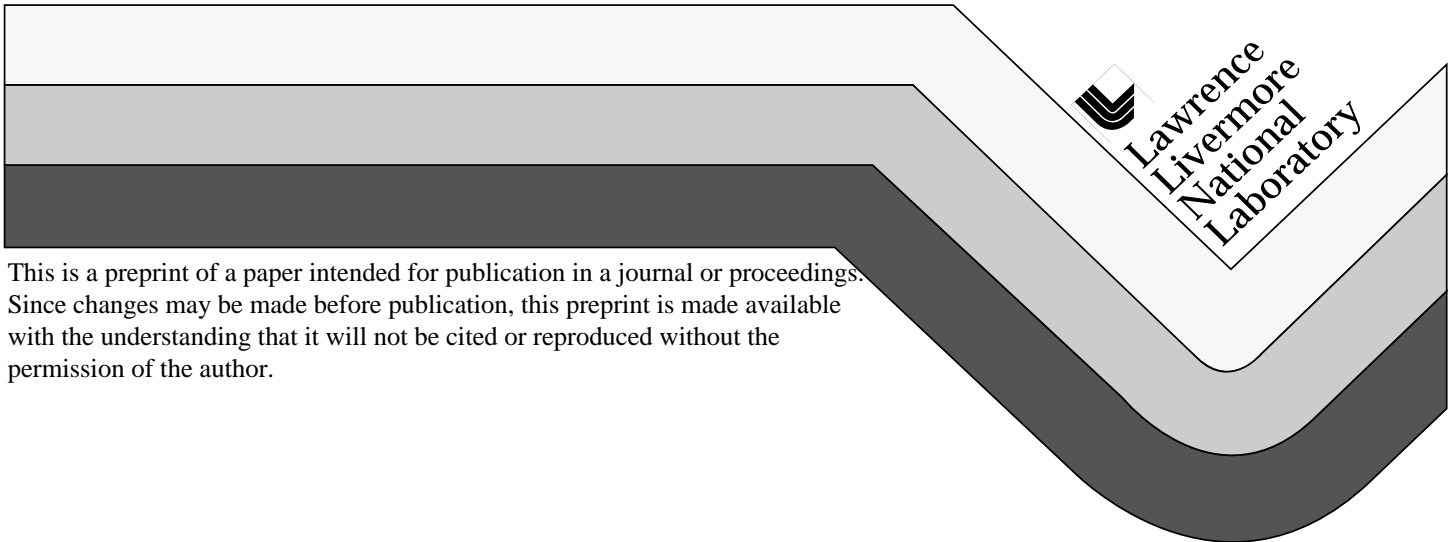 Lawrence
Livermore
National
Laboratory
This is a preprint of a paper intended for publication in a journal or proceedings.
Since changes may be made before publication, this preprint is made available
with the understanding that it will not be cited or reproduced without the
permission of the author.